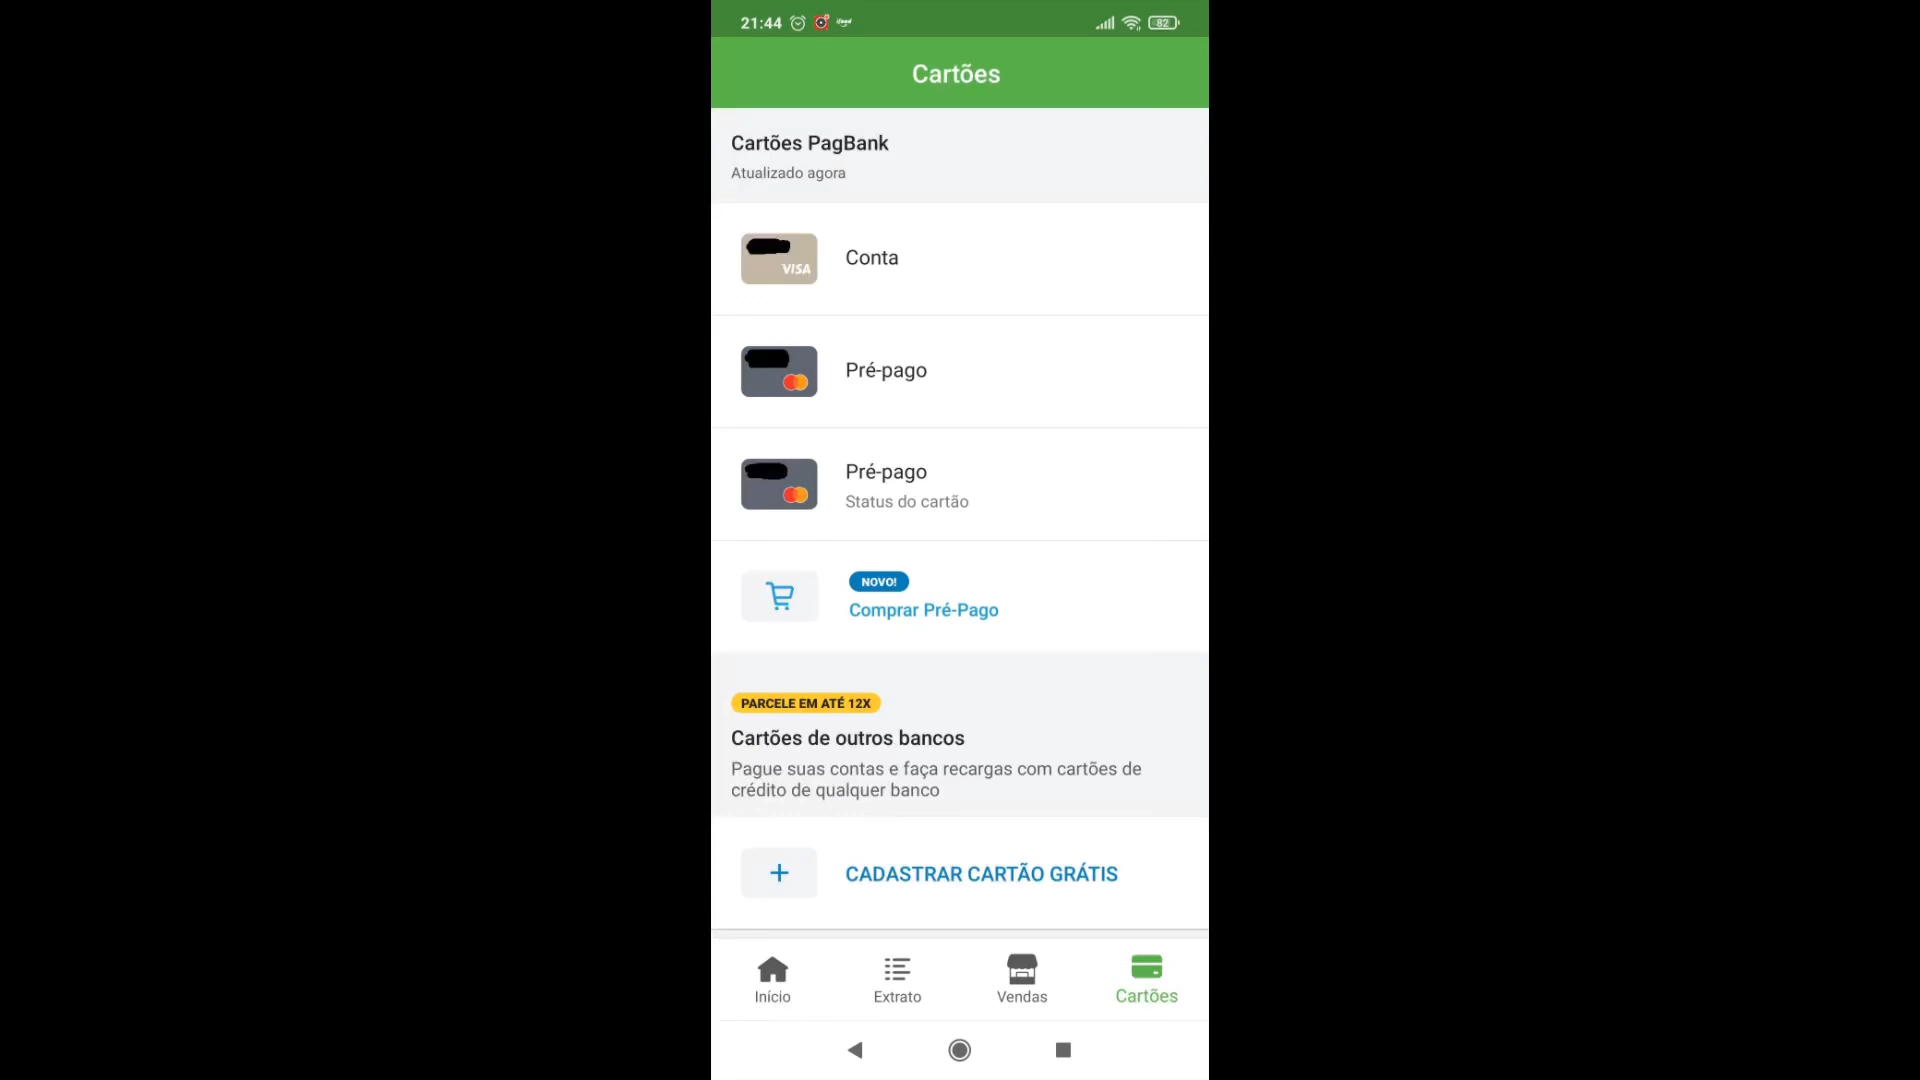 21:44
82
Cartões
Cartões PagBank
Atualizado agora
VISA
Conta
Pré-pago
Pré-pago
Status do cartão
NOVO!
Comprar Pré-Pago
PARCELE EM ATÉ 12X
Cartões de outros bancos
Pague suas contas e faça recargas com cartões de
crédito de qualquer banco
CADASTRAR CARTÃO GRÁTIS
Início
Extrato
Vendas
Cartões